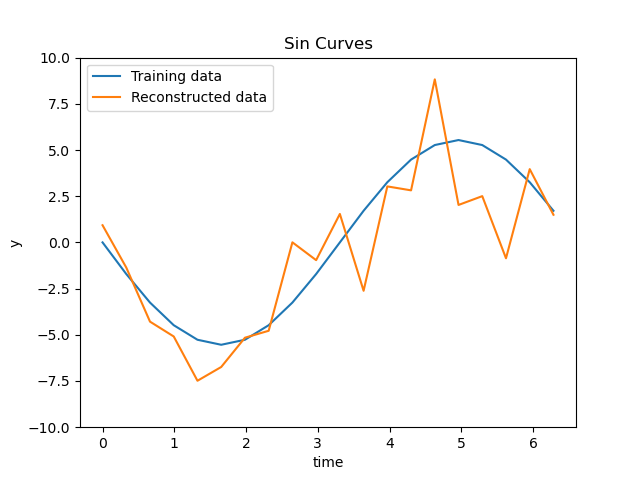 Sin Curves
Training data
Reconstructed data
10.0
7.5
5.0
2.5
0.0
−2.5
−5.0
−7.5
−10.0
y
0 1 2 3 4 5 6
time